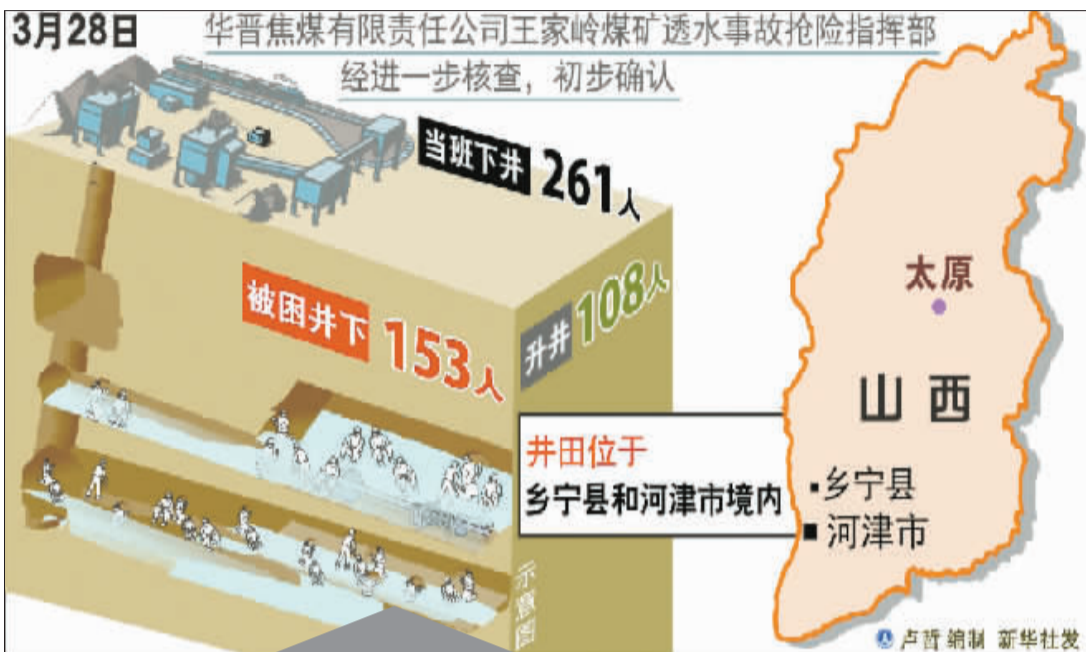 3月28日
华晋焦煤有限责任公司王家岭煤矿透水事故抢险指挥部
经进一步核查，初步确认
当班下井 261人
被困井下 153人
升井 108人
井田位于
乡宁县和河津市境内
太原
山西
乡宁县
河津市
示意图
卢哲 编制 新华社发